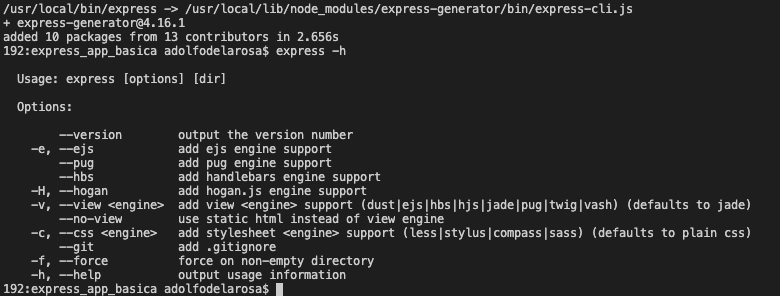 /usr/local/bin/express -> /usr/local/lib/node_modules/express-generator/bin/express-cli.js
+ express-generator@4.16.1
added 10 packages from 13 contributors in 2.656s
192:express_app_basica adolfodelarosa$ express -h

  Usage: express [options] [dir]

  Options:

        --version        output the version number
    -e, --ejs            add ejs engine support
        --pug            add pug engine support
        --hbs            add handlebars engine support
    -H, --hogan          add hogan.js engine support
    -v, --view <engine>  add view <engine> support (dust|ejs|hbs|hjs|jade|pug|twig|vash) (defaults to jade)
        --no-view        use static html instead of view engine
    -c, --css <engine>   add stylesheet <engine> support (less|stylus|compass|sass) (defaults to plain css)
        --git            add .gitignore
    -f, --force          force on non-empty directory
    -h, --help           output usage information
192:express_app_basica adolfodelarosa$